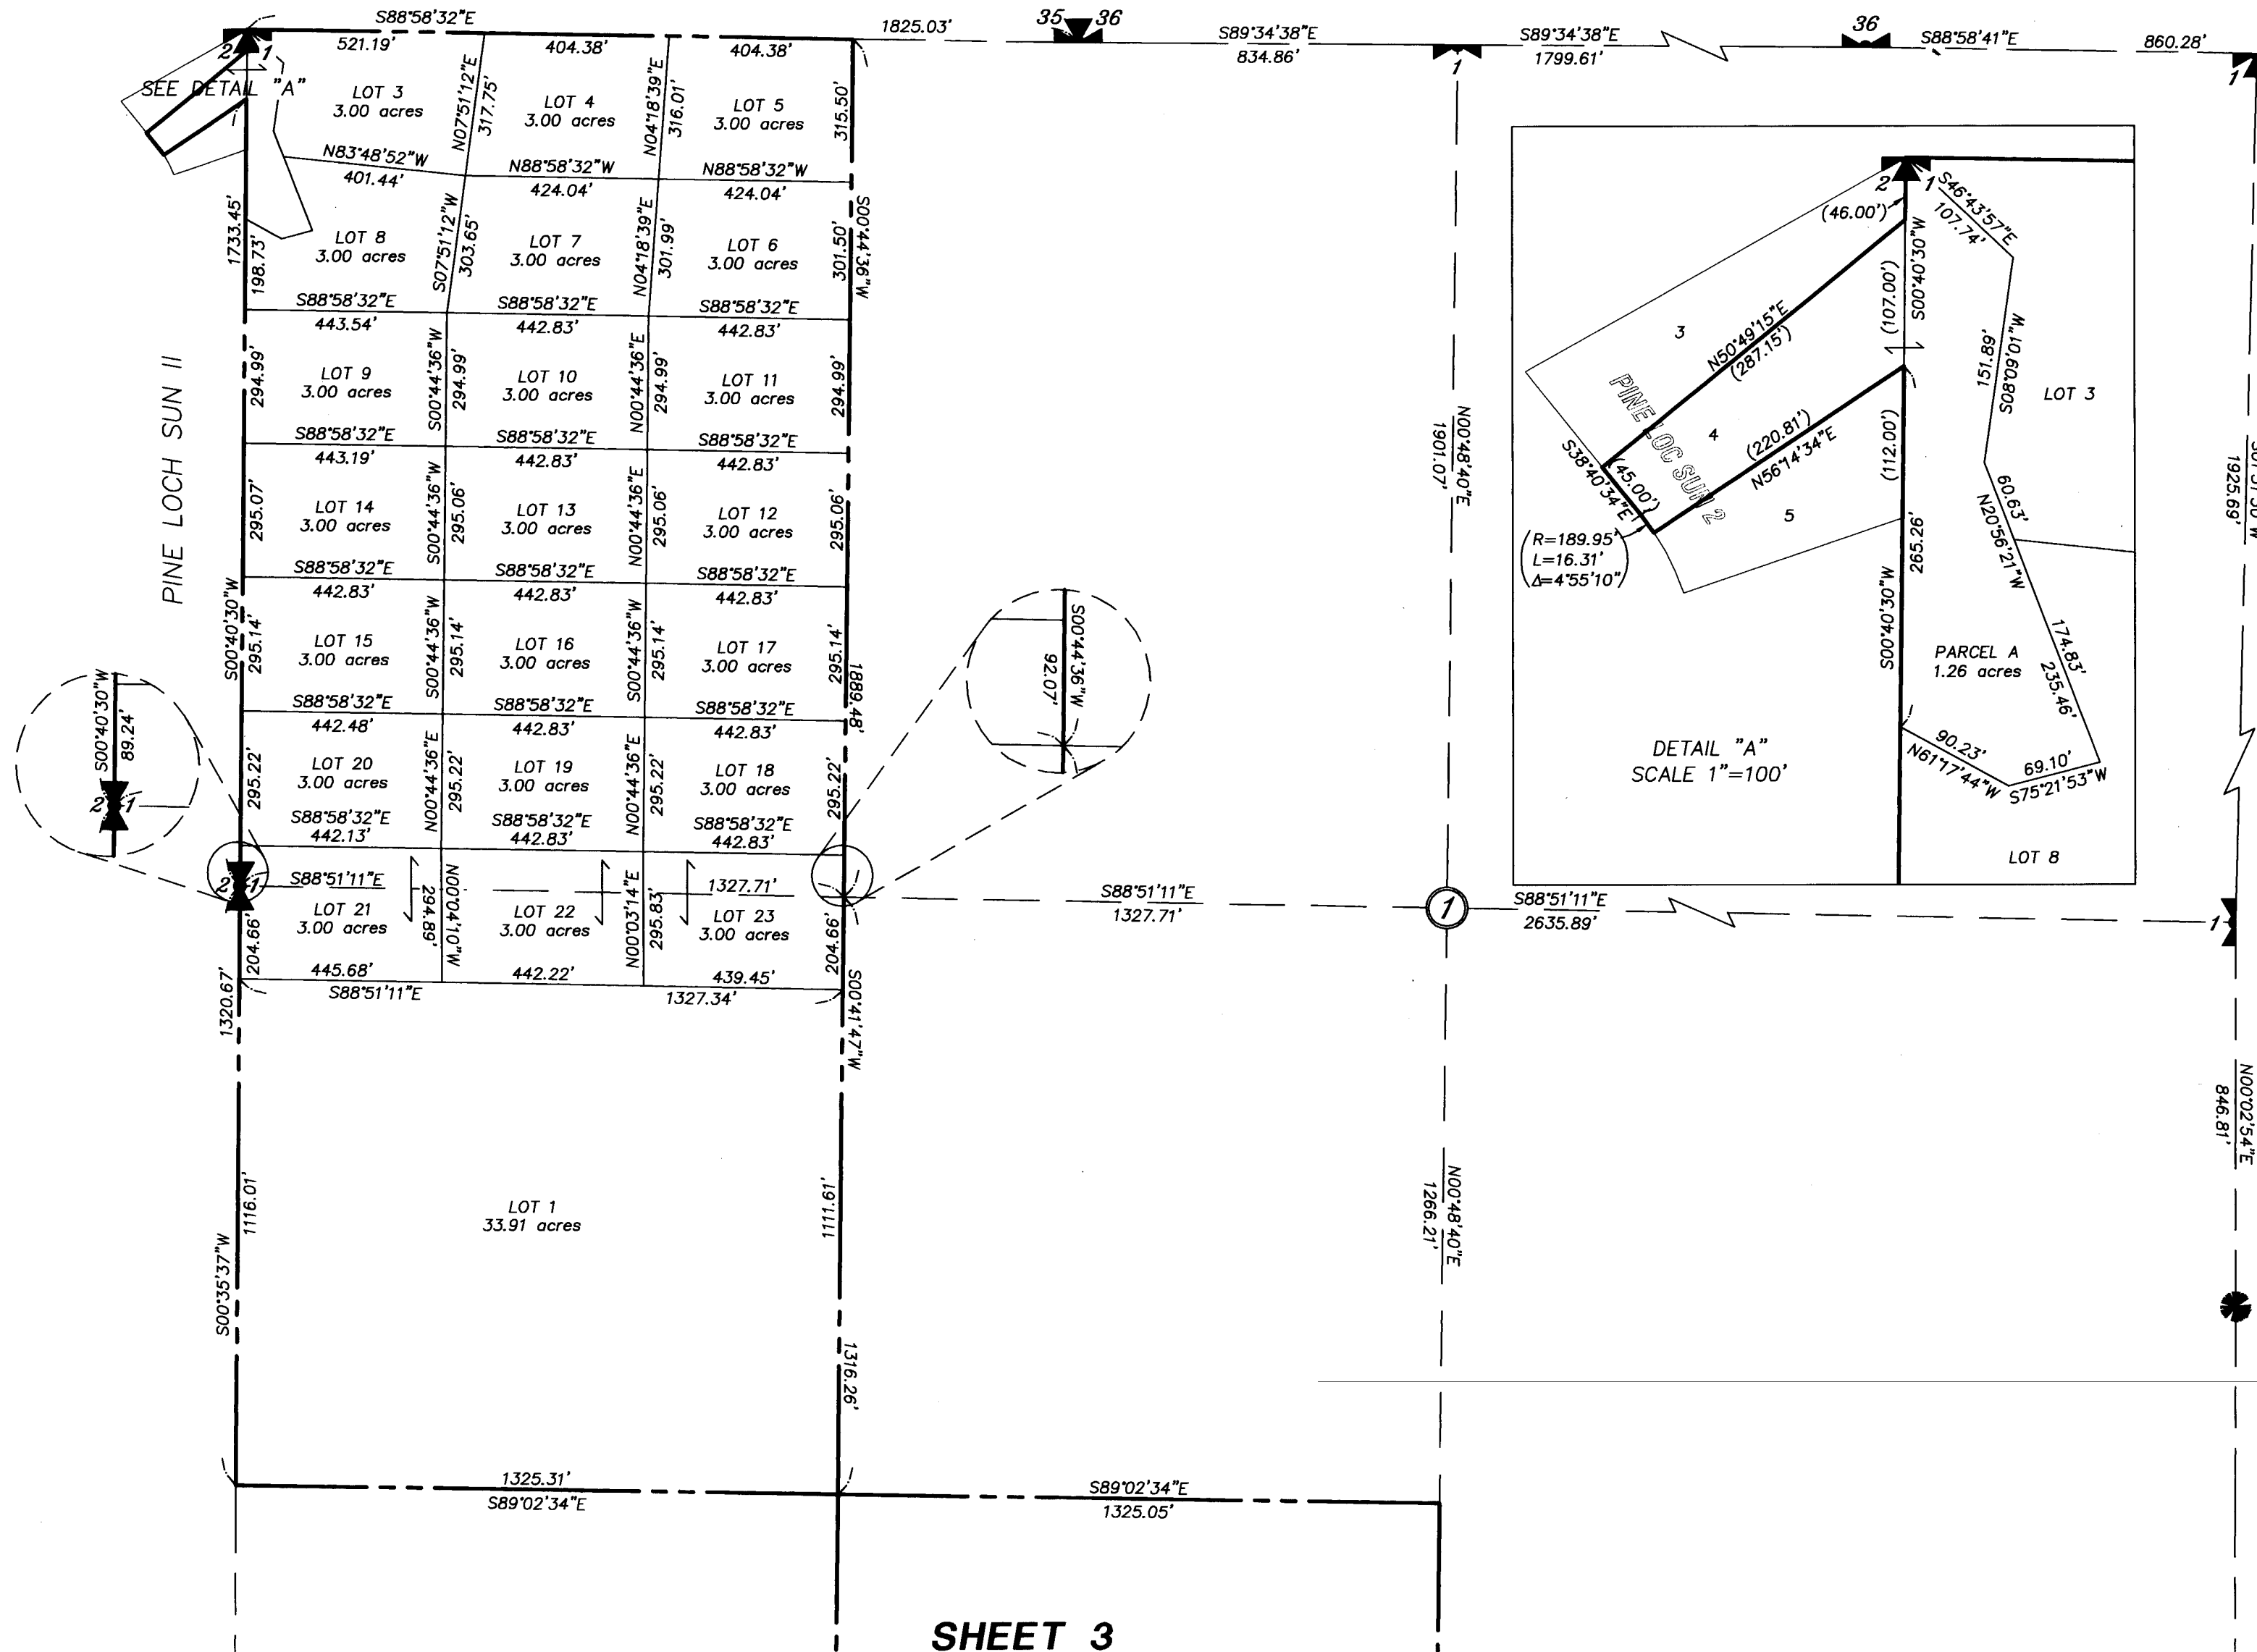 S88°58'32"E
1825.03'
35 36
S89°34'38"E
834.86'
S89°34'38"E
1799.61'
36
S88°58'41"E
860.28'
521.19'
404.38'
404.38'
2 1
1
1
SEE DETAIL "A"
LOT 3
3.00 acres
N07°51'12"E
317.75'
LOT 4
3.00 acres
N04°18'39"E
316.01'
LOT 5
3.00 acres
315.50'
N83°48'52"W
401.44'
N88°58'32"W
424.04'
N88°58'32"W
424.04'
1733.45'
198.73'
LOT 8
3.00 acres
S07°51'12"W
303.65'
LOT 7
3.00 acres
N04°18'39"E
301.99'
LOT 6
3.00 acres
301.50'
S00°44'36"W
S88°58'32"E
443.54'
S88°58'32"E
442.83'
S88°58'32"E
442.83'
294.99'
LOT 9
3.00 acres
S00°44'36"W
294.99'
LOT 10
3.00 acres
N00°44'36"E
294.99'
LOT 11
3.00 acres
294.99'
PINE LOCH SUN II
S88°58'32"E
443.19'
S88°58'32"E
442.83'
S88°58'32"E
442.83'
295.07'
LOT 14
3.00 acres
S00°44'36"W
295.06'
LOT 13
3.00 acres
N00°44'36"E
295.06'
LOT 12
3.00 acres
295.06'
S88°58'32"E
442.83'
S88°58'32"E
442.83'
S88°58'32"E
442.83'
S00°40'30"W
295.14'
LOT 15
3.00 acres
S00°44'36"W
295.14'
LOT 16
3.00 acres
S00°44'36"W
295.14'
LOT 17
3.00 acres
295.14'
1889.48'
S88°58'32"E
442.48'
S88°58'32"E
442.83'
S88°58'32"E
442.83'
295.22'
LOT 20
3.00 acres
N00°44'36"E
295.22'
LOT 19
3.00 acres
N00°44'36"E
295.22'
LOT 18
3.00 acres
295.22'
S88°58'32"E
442.13'
S88°58'32"E
442.83'
S88°58'32"E
442.83'
S00°40'30"W
89.24'
2 1
S00°44'36"W
92.07'
2 1
S88°51'11"E
1327.71'
LOT 21
3.00 acres
N00°04'10"W
294.89'
LOT 22
3.00 acres
N00°03'14"E
295.83'
LOT 23
3.00 acres
204.66'
204.66'
445.68'
442.22'
439.45'
S88°51'11"E
1327.34'
1320.67'
S00°41'47"W
S88°51'11"E
1327.71'
1
S88°51'11"E
2635.89'
1
N00°48'40"E
1901.07'
1925.69'
(46.00')
2 1
S46°43'57"E
107.74'
S00°40'30"W
(107.00')
151.89'
S08°09'01"W
LOT 3
3
N50°49'15"E
(287.15')
PINE LOC SUN 2
4
(220.81')
N56°14'34"E
(112.00')
S38°40'34"E
(45.00')
5
(R=189.95'
L=16.31'
Δ=4°55'10")
265.26'
S00°40'30"W
60.63'
N20°56'21"W
174.83'
235.46'
PARCEL A
1.26 acres
90.23'
N61°17'44"W
69.10'
S75°21'53"W
DETAIL "A"
SCALE 1"=100'
LOT 8
1116.01'
S00°35'37"W
LOT 1
33.91 acres
1111.61'
1316.26'
N00°48'40"E
1266.21'
N00°02'54"E
846.81'
1325.31'
S89°02'34"E
S89°02'34"E
1325.05'
SHEET 3